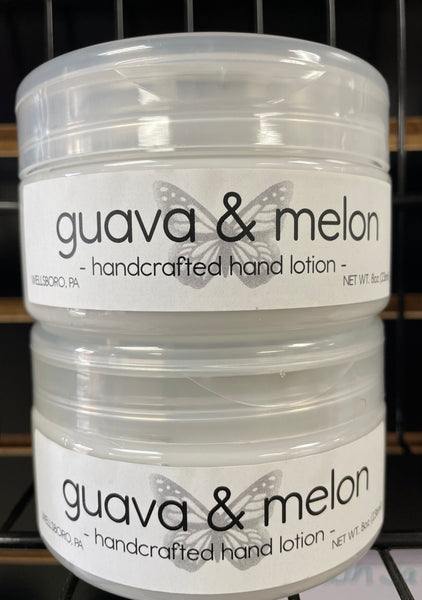 guava & melon
- handcrafted hand lotion -
WELLSBORO, PA
NET WT. 8oz
guava & melon
- handcrafted hand lotion -
WELLSBORO, PA
NET WT. 8oz